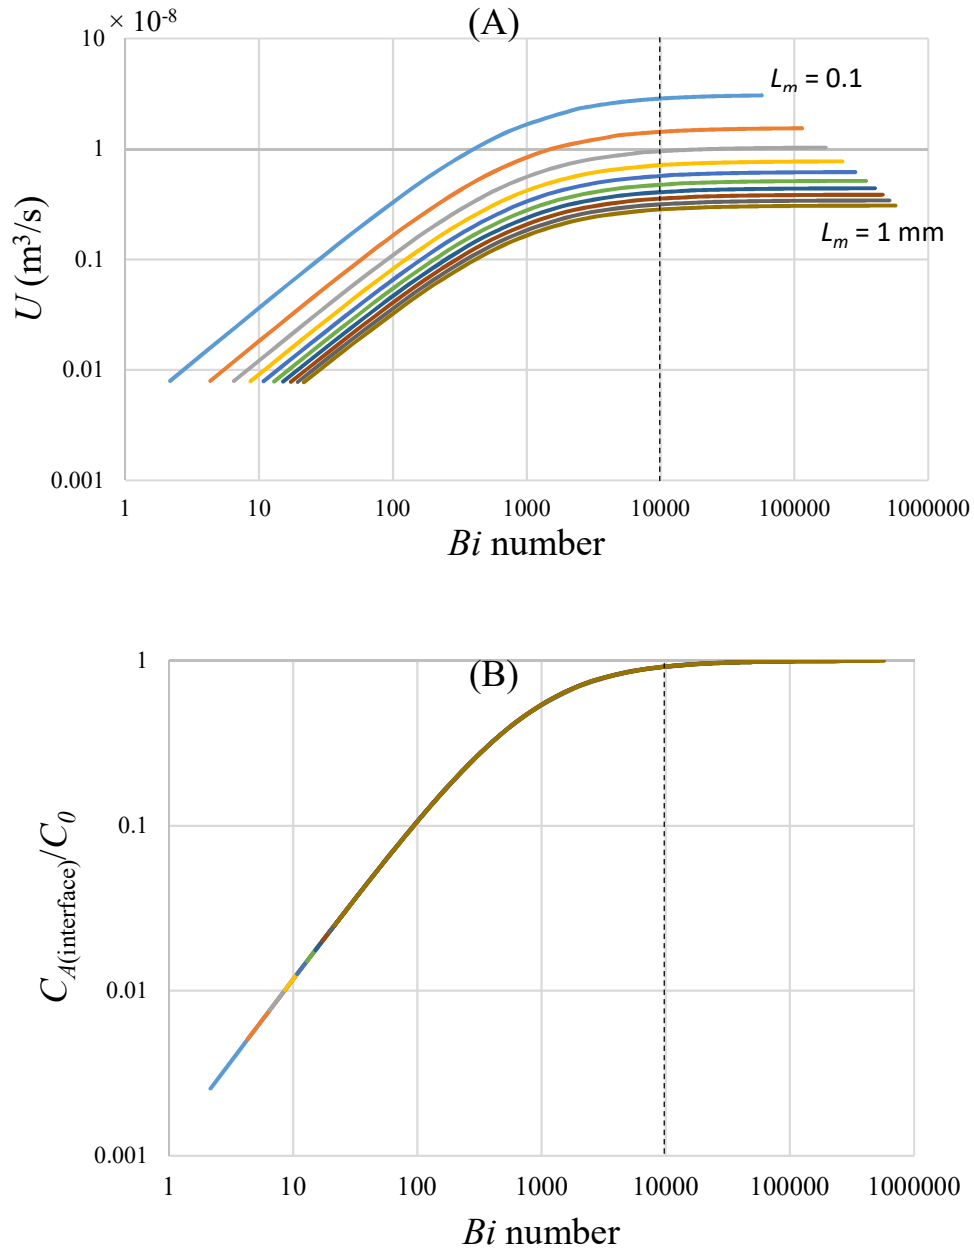 (A)
10 × 10⁻⁸
1
0.1
0.01
0.001
U (m³/s)
Lₘ = 0.1
Lₘ = 1 mm
1 10 100 1000 10000 100000 1000000
Bi number
(B)
1
0.1
0.01
0.001
C_A(interface)/C₀
1 10 100 1000 10000 100000 1000000
Bi number